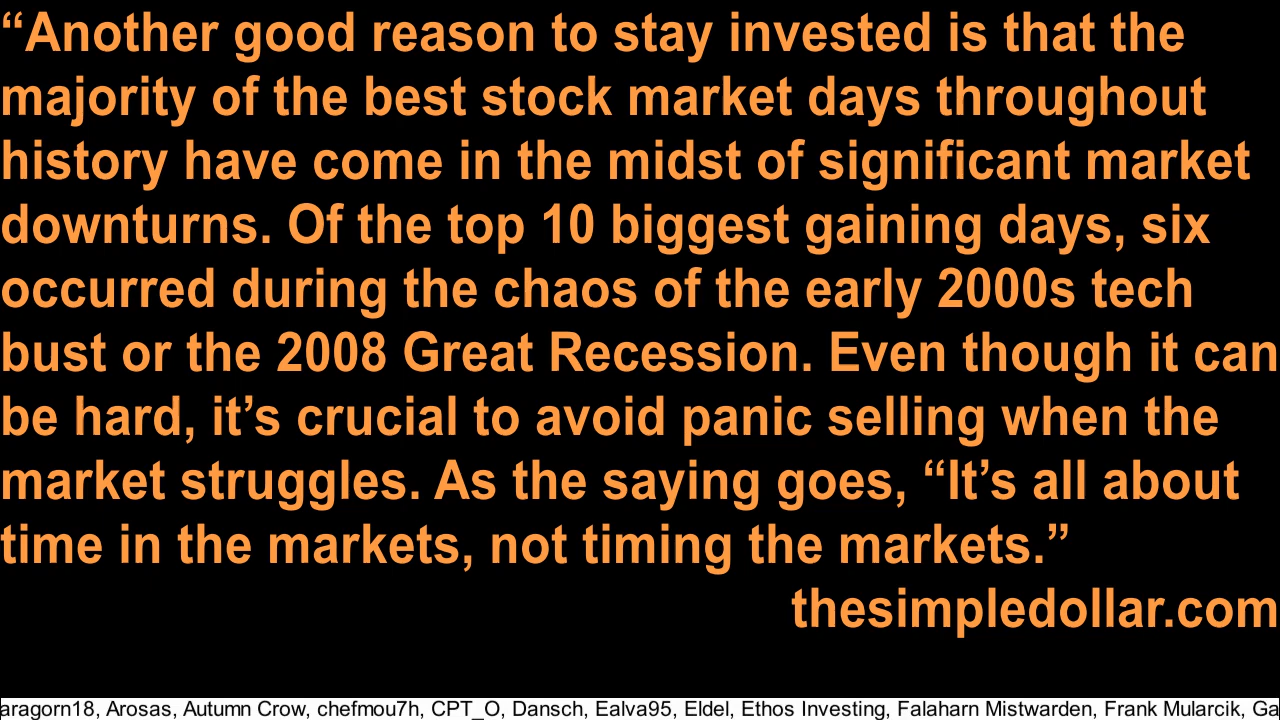 “Another good reason to stay invested is that the
majority of the best stock market days throughout
history have come in the midst of significant market
downturns. Of the top 10 biggest gaining days, six
occurred during the chaos of the early 2000s tech
bust or the 2008 Great Recession. Even though it can
be hard, it’s crucial to avoid panic selling when the
market struggles. As the saying goes, “It’s all about
time in the markets, not timing the markets.”
thesimpledollar.com
aragorn18, Arosas, Autumn Crow, chefmou7h, CPT_O, Dansch, Ealva95, Eldel, Ethos Investing, Falaharn Mistwarden, Frank Mularcik, Ga